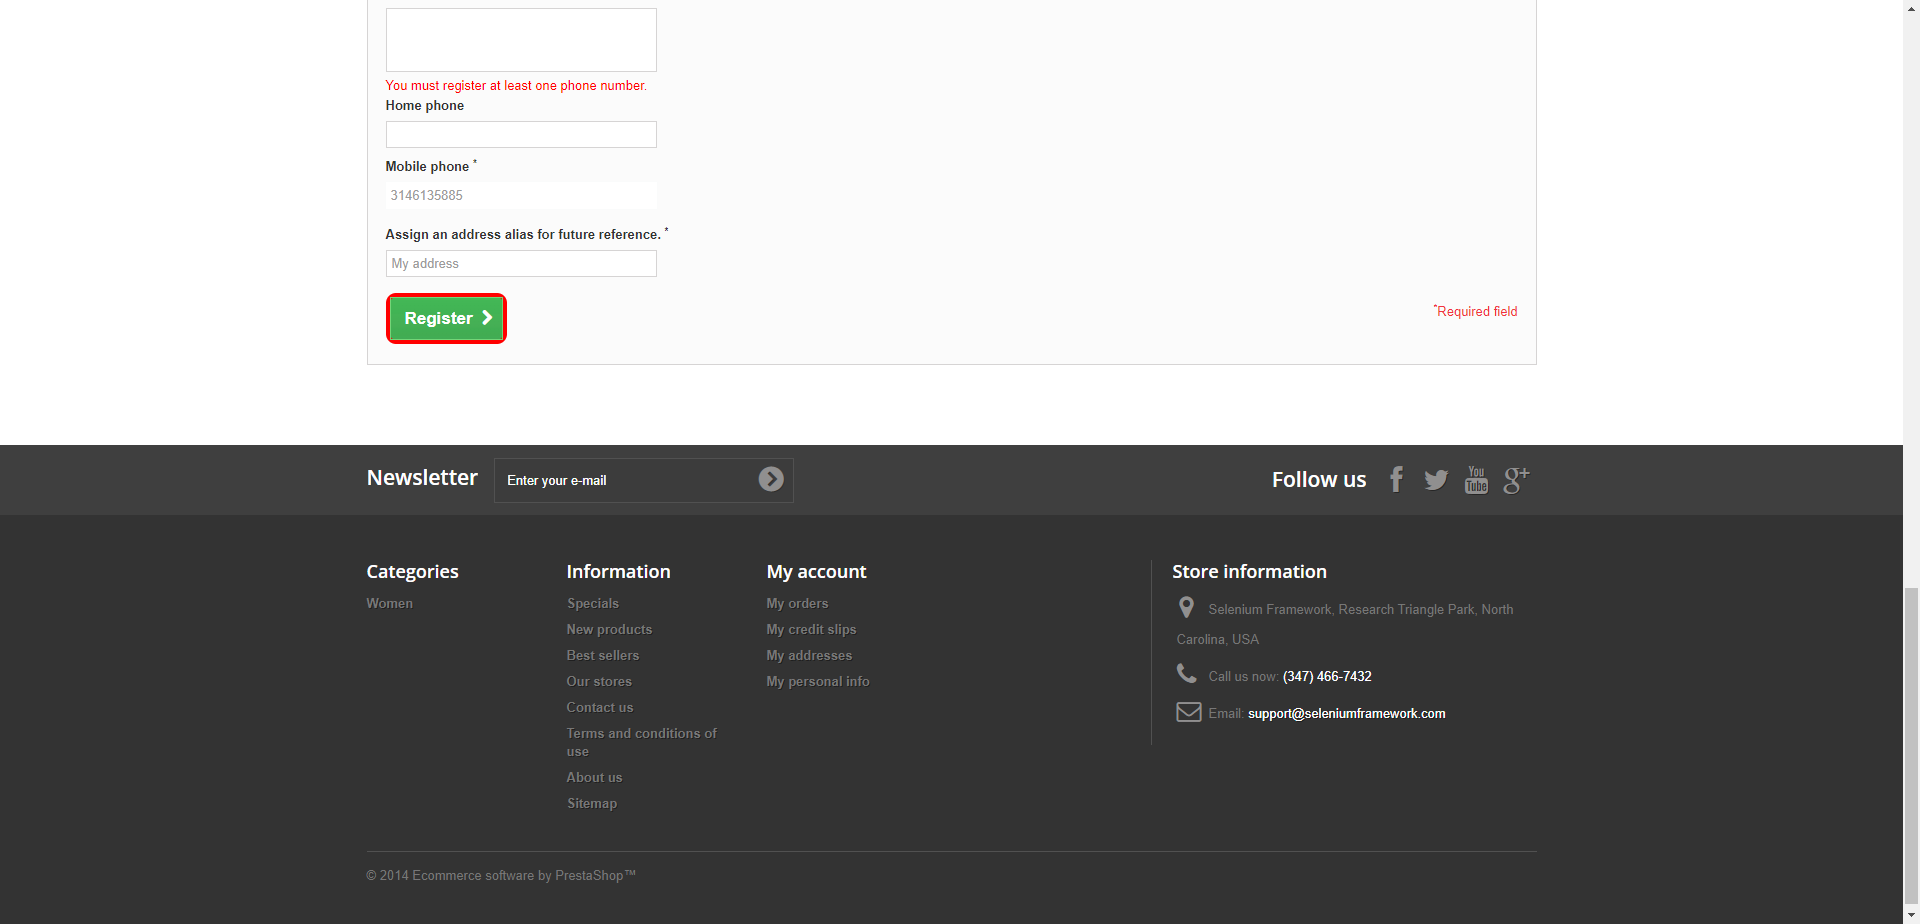 You must register at least one phone number.
Home phone
Mobile phone *
3146135885
Assign an address alias for future reference. *
My address
Register
*Required field
Newsletter
Enter your e-mail
Follow us
You
Tube
g+
Categories
Women
Information
Specials
New products
Best sellers
Our stores
Contact us
Terms and conditions of
use
About us
Sitemap
My account
My orders
My credit slips
My addresses
My personal info
Store information
Selenium Framework, Research Triangle Park, North
Carolina, USA
Call us now: (347) 466-7432
Email: support@seleniumframework.com
© 2014 Ecommerce software by PrestaShop™